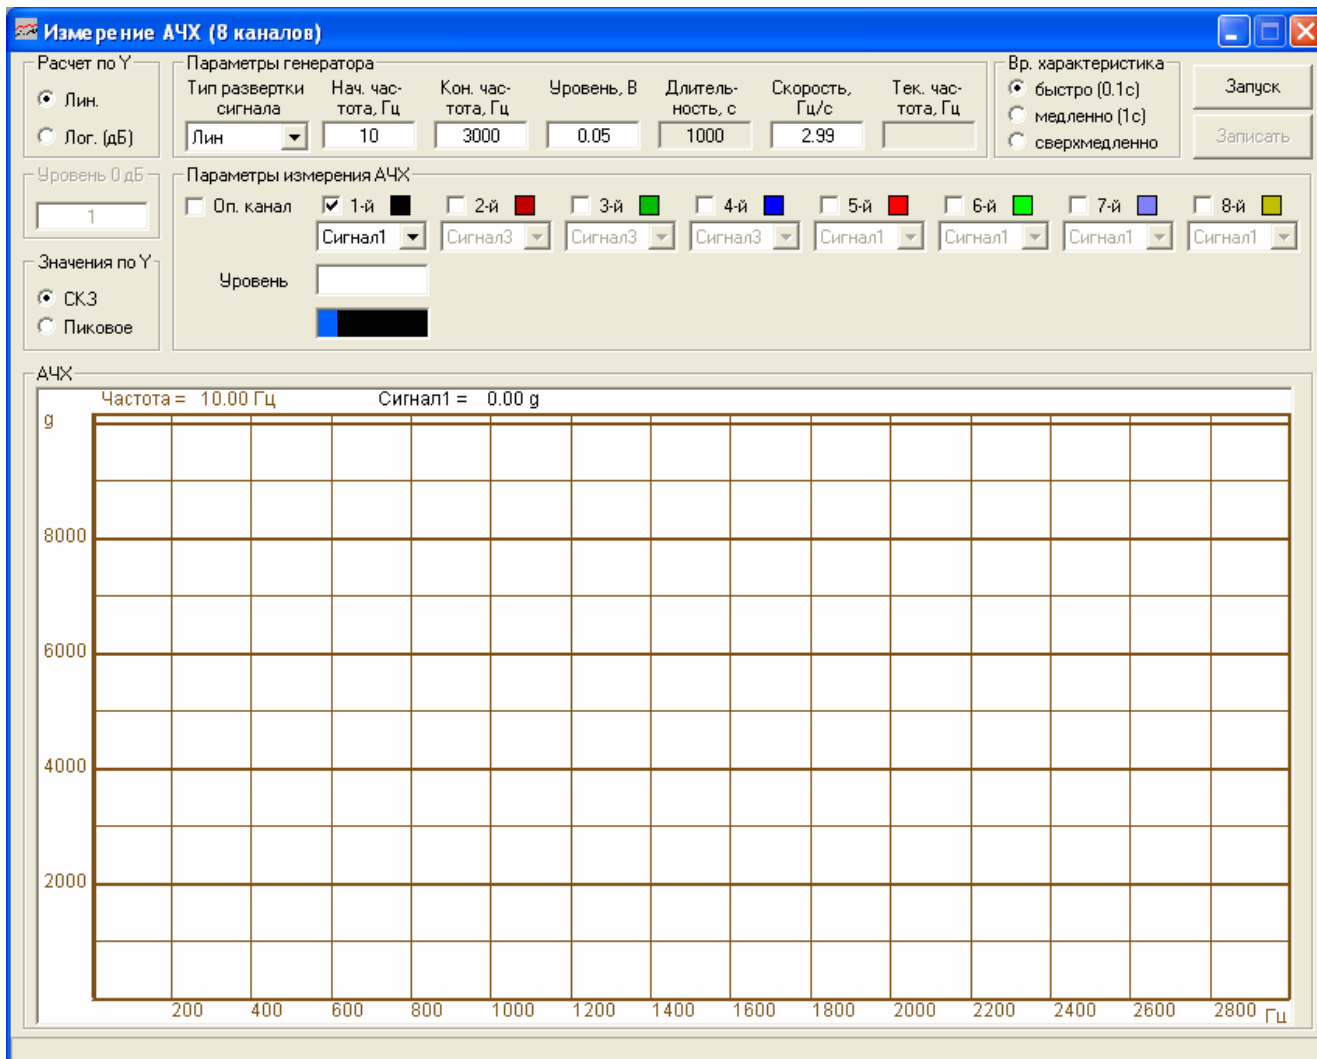 Измерение АЧХ (8 каналов)
Расчет по Y
Лин.
Лог. (дБ)
Параметры генератора
Тип развертки сигнала
Лин
Нач. час-
тота, Гц
10
Кон. час-
тота, Гц
3000
Уровень, В
0.05
Длитель-
ность, с
1000
Скорость,
Гц/с
2.99
Тек. час-
тота, Гц
Вр. характеристика
быстро (0.1с)
медленно (1с)
сверхмедленно
Запуск
Записать
Уровень 0 дБ
1
Значения по Y
СКЗ
Пиковое
Параметры измерения АЧХ
Оп. канал
1-й 2-й 3-й 4-й 5-й 6-й 7-й 8-й
Сигнал1 Сигнал3 Сигнал3 Сигнал3 Сигнал1 Сигнал1 Сигнал1 Сигнал1
Уровень
АЧХ
Частота = 10.00 Гц Сигнал1 = 0.00 g
g
8000
6000
4000
2000
200 400 600 800 1000 1200 1400 1600 1800 2000 2200 2400 2600 2800 Гц